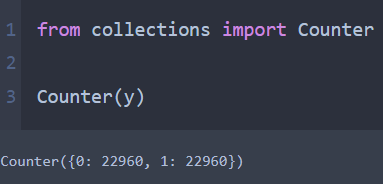 1 from collections import Counter
2
3 Counter(y)
Counter({0: 22960, 1: 22960})